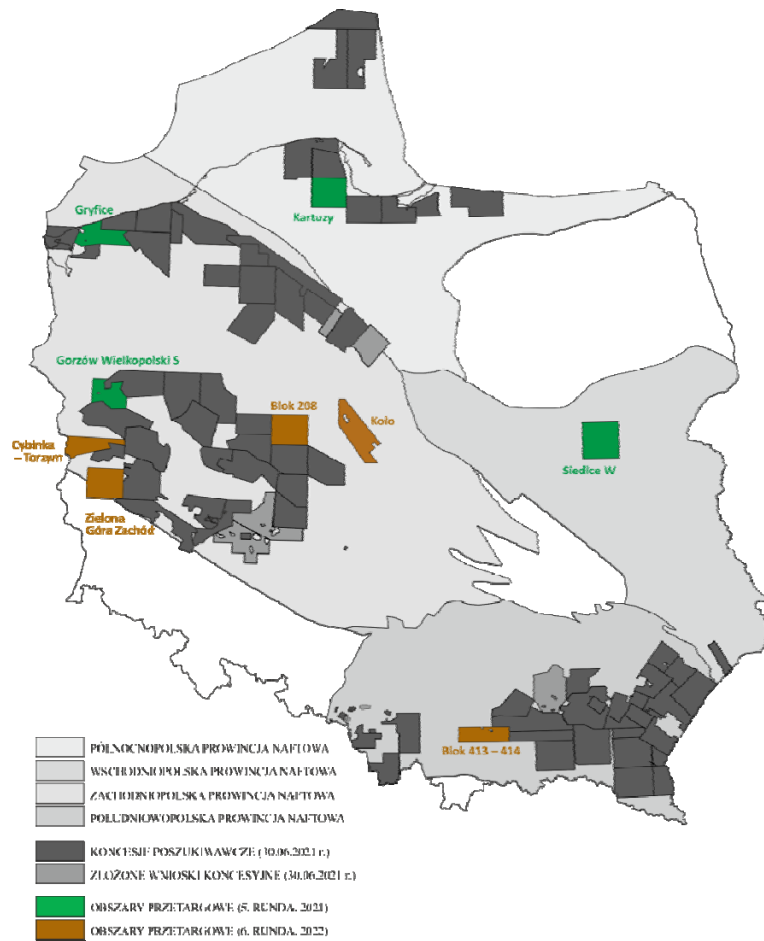 Gryfice
Kartuzy
Gorzów Wielkopolski S
Blok 208
Koło
Cybinka
– Torzym
Siedlce W
Zielona
Góra Zachód
Blok 413 – 414
PÓŁNOCNOPOLSKA PROWINCJA NAFTOWA
WSCHODNIOPOLSKA PROWINCJA NAFTOWA
ZACHODNIOPOLSKA PROWINCJA NAFTOWA
POŁUDNIOWOPOLSKA PROWINCJA NAFTOWA
KONCESJE POSZUKIWAWCZE (30.06.2021 r.)
ZŁOŻONE WNIOSKI KONCESYJNE (30.06.2021 r.)
OBSZARY PRZETARGOWE (5. RUNDA, 2021)
OBSZARY PRZETARGOWE (6. RUNDA, 2022)